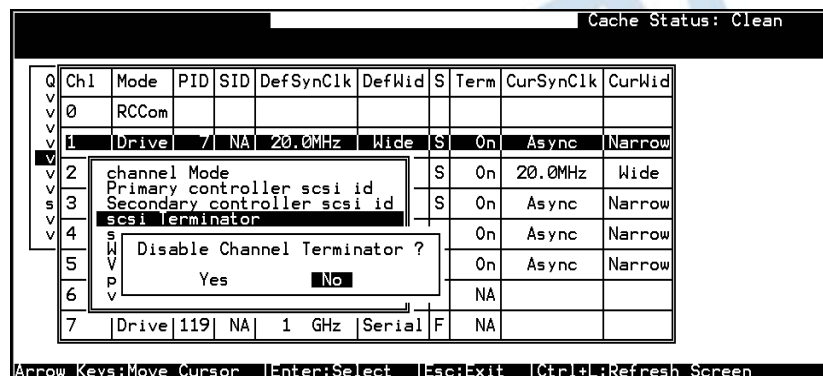 Cache Status: Clean
Q Chl Mode PID SID DefSynClk DefWid S Term CurSynClk CurWid
v
v 0 RCCom
v
v 1 Drive 7 NA 20.0MHz Wide S On Async Narrow
v
v 2 channel Mode S On 20.0MHz Wide
v Primary controller scsi id
s 3 Secondary controller scsi id S On Async Narrow
v scsi Terminator
v 4 s On Async Narrow
W Disable Channel Terminator ?
5 V On Async Narrow
p Yes No
6 v NA
7 Drive 119 NA 1 GHz Serial F NA
Arrow Keys:Move Cursor |Enter:Select |Esc:Exit |Ctrl+L:Refresh Screen